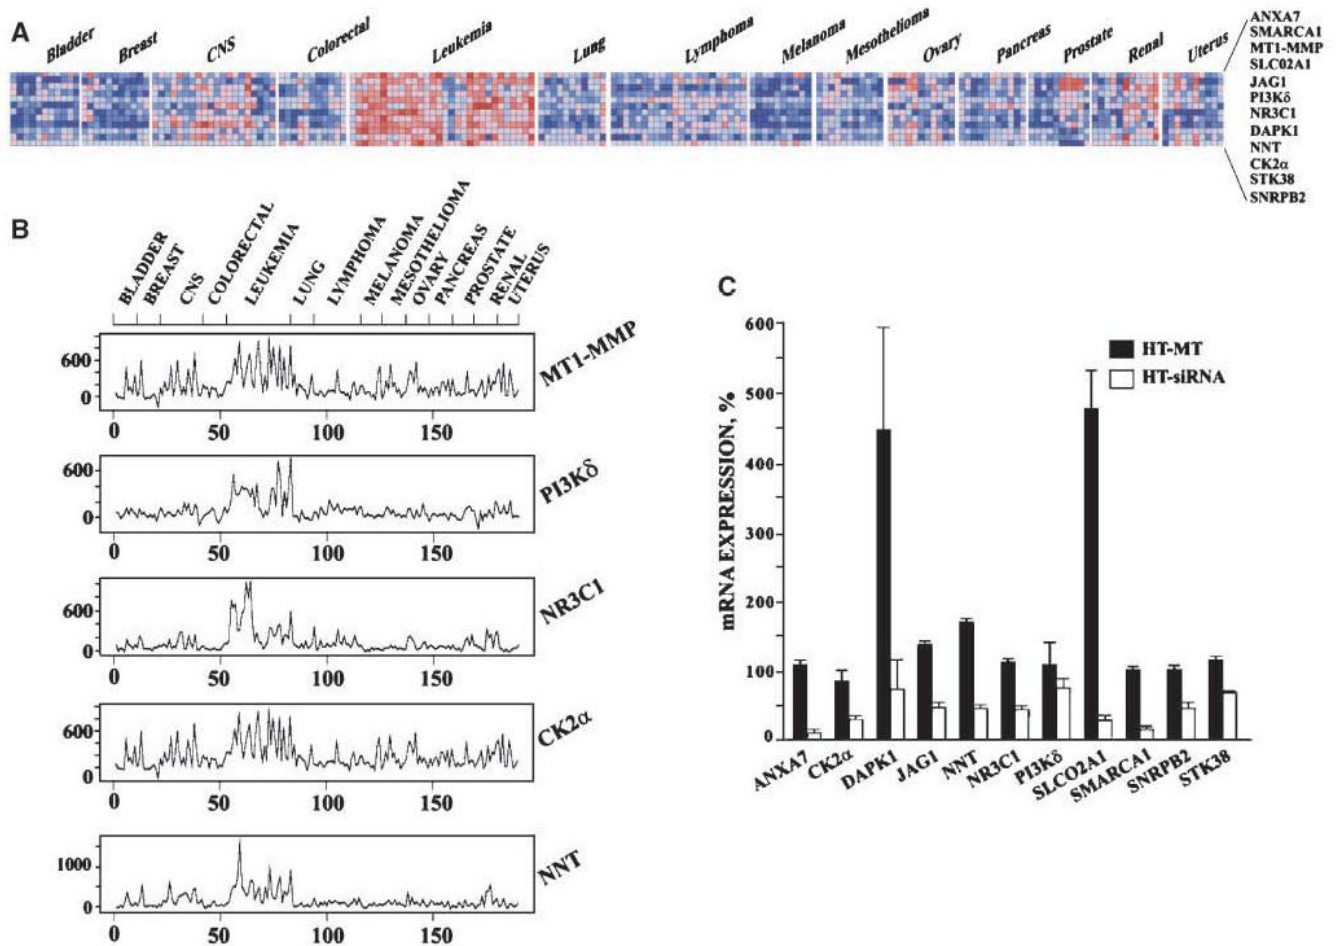 A
Bladder Breast CNS Colorectal Leukemia Lung Lymphoma Melanoma Mesothelioma Ovary Pancreas Prostate Renal Uterus
ANXA7
SMARCA1
MT1-MMP
SLC02A1
JAG1
PI3Kδ
NR3C1
DAPK1
NNT
CK2α
STK38
SNRPB2
B
BLADDER BREAST CNS COLORECTAL LEUKEMIA LUNG LYMPHOMA MELANOMA MESOTHELIOMA OVARY PANCREAS PROSTATE RENAL UTERUS
600
0
MT1-MMP
0 50 100 150
600
0
PI3Kδ
0 50 100 150
600
0
NR3C1
0 50 100 150
600
0
CK2α
0 50 100 150
1000
0
NNT
0 50 100 150
C
mRNA EXPRESSION, %
600
500
400
300
200
100
0
HT-MT
HT-siRNA
ANXA7 CK2α DAPK1 JAG1 NNT NR3C1 PI3Kδ SLCO2A1 SMARCA1 SNRPB2 STK38